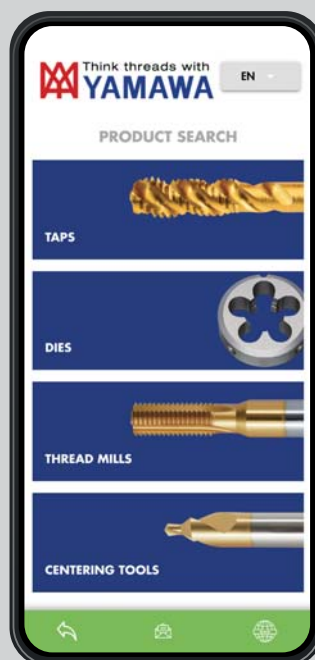 Think threads with
YAMAWA
EN
PRODUCT SEARCH
TAPS
DIES
THREAD MILLS
CENTERING TOOLS